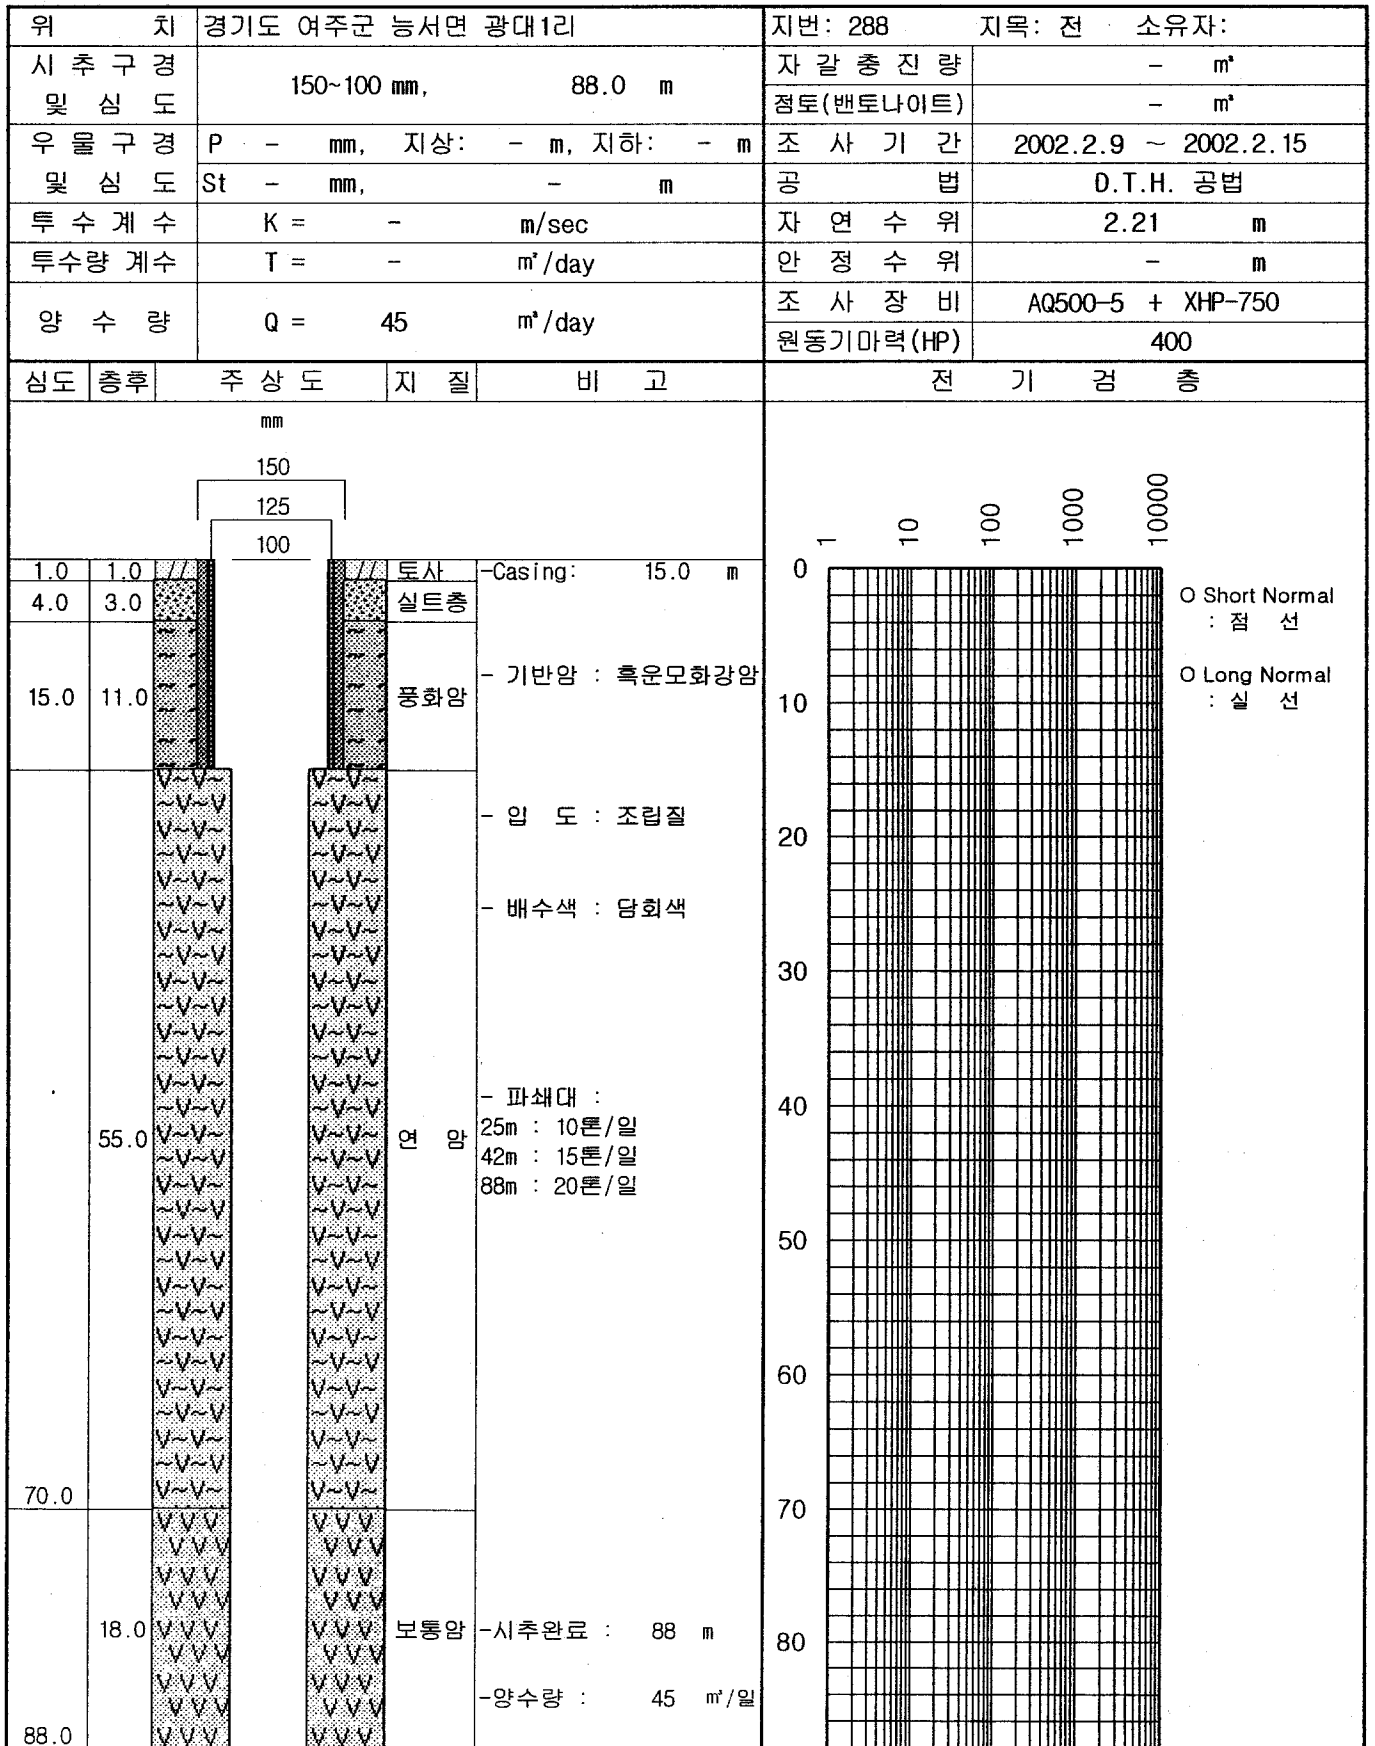 위 치 경기도 여주군 능서면 광대1리 지번: 288 지목: 전 소유자:
시 추 구 경 및 심 도 150~100 mm, 88.0 m 자 갈 충 진 량 - m³
점토(밴토나이트) - m³
우 물 구 경 P - mm, 지상: - m, 지하: - m 조 사 기 간 2002.2.9 ~ 2002.2.15
및 심 도 St - mm, - m 공 법 D.T.H. 공법
투 수 계 수 K = - m/sec 자 연 수 위 2.21 m
투수량 계수 T = - m²/day 안 정 수 위 - m
양 수 량 Q = 45 m³/day 조 사 장 비 AQ500-5 + XHP-750
원동기마력(HP) 400
심도 층후 주 상 도 지 질 비 고 전 기 검 층
mm
150
125
100
1.0 1.0 토사 -Casing: 15.0 m
4.0 3.0 실트층
15.0 11.0 풍화암 - 기반암 : 흑운모화강암
- 입 도 : 조립질
- 배수색 : 담회색
- 파쇄대 :
25m : 10톤/일
55.0 연 암 42m : 15톤/일
88m : 20톤/일
70.0
18.0 보통암 -시추완료 : 88 m
-양수량 : 45 m³/일
88.0
1 10 100 1000 10000
0
10
20
30
40
50
60
70
80
O Short Normal
: 점 선
O Long Normal
: 실 선